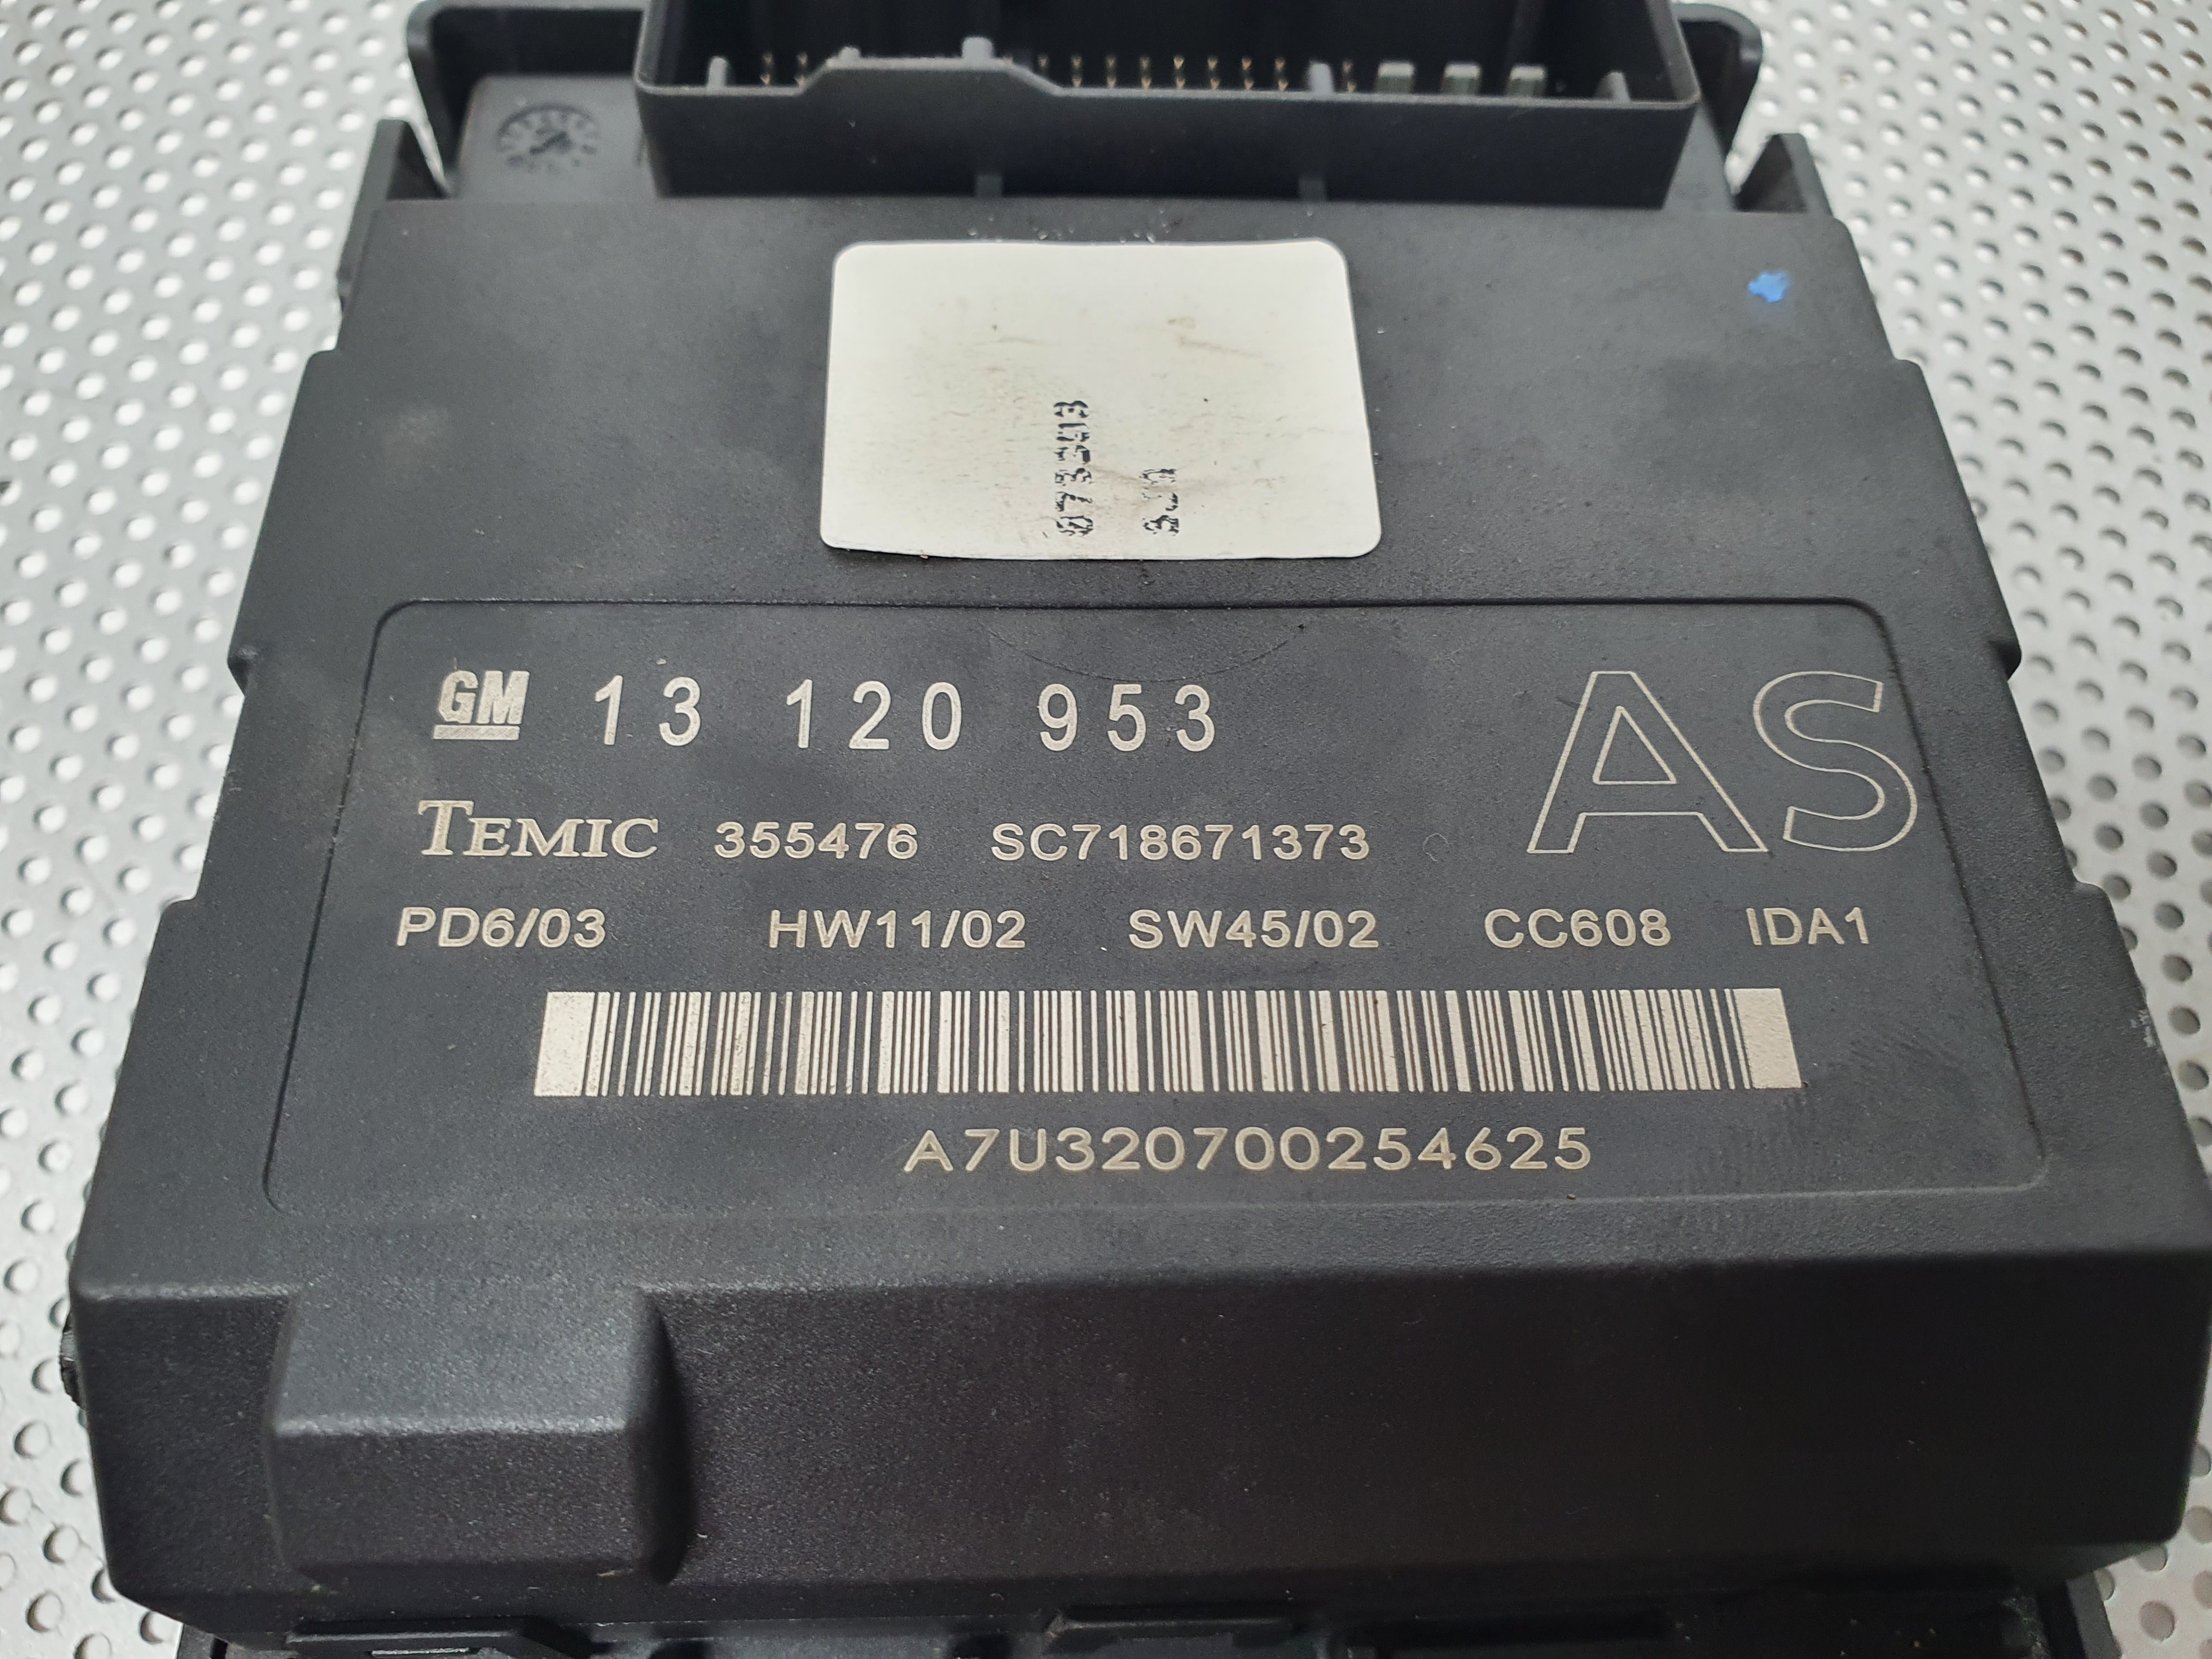 GM 13 120 953 AS
TEMIC 355476 SC718671373
PD6/03 HW11/02 SW45/02 CC608 IDA1
A7U320700254625